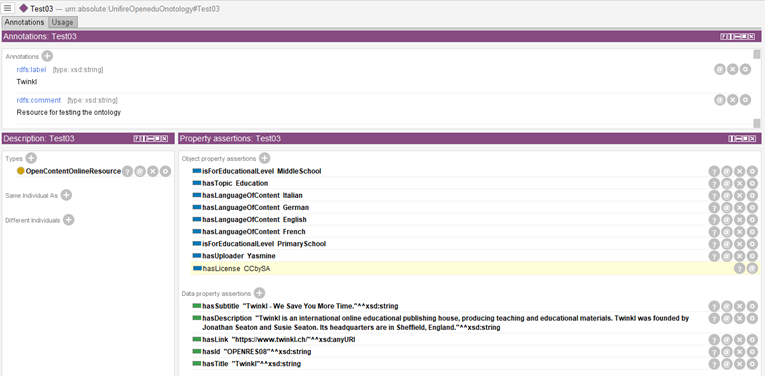 Test03 — urn:absolute:UnifireOpeneduOnotology#Test03
Annotations Usage
Annotations: Test03
Annotations
rdfs:label [type: xsd:string]
Twinkl
rdfs:comment [type: xsd:string]
Resource for testing the ontology
Description: Test03
Types
OpenContentOnlineResource
Same Individual As
Different Individuals
Property assertions: Test03
Object property assertions
isForEducationalLevel MiddleSchool
hasTopic Education
hasLanguageOfContent Italian
hasLanguageOfContent German
hasLanguageOfContent English
hasLanguageOfContent French
isForEducationalLevel PrimarySchool
hasUploader Yasmine
hasLicense CCbySA
Data property assertions
hasSubtitle "Twinkl - We Save You More Time."^^xsd:string
hasDescription "Twinkl is an international online educational publishing house, producing teaching and educational materials. Twinkl was founded by
Jonathan Seaton and Susie Seaton. Its headquarters are in Sheffield, England."^^xsd:string
hasLink "https://www.twinkl.ch/"^^xsd:anyURI
hasId "OPENRES08"^^xsd:string
hasTitle "Twinkl"^^xsd:string